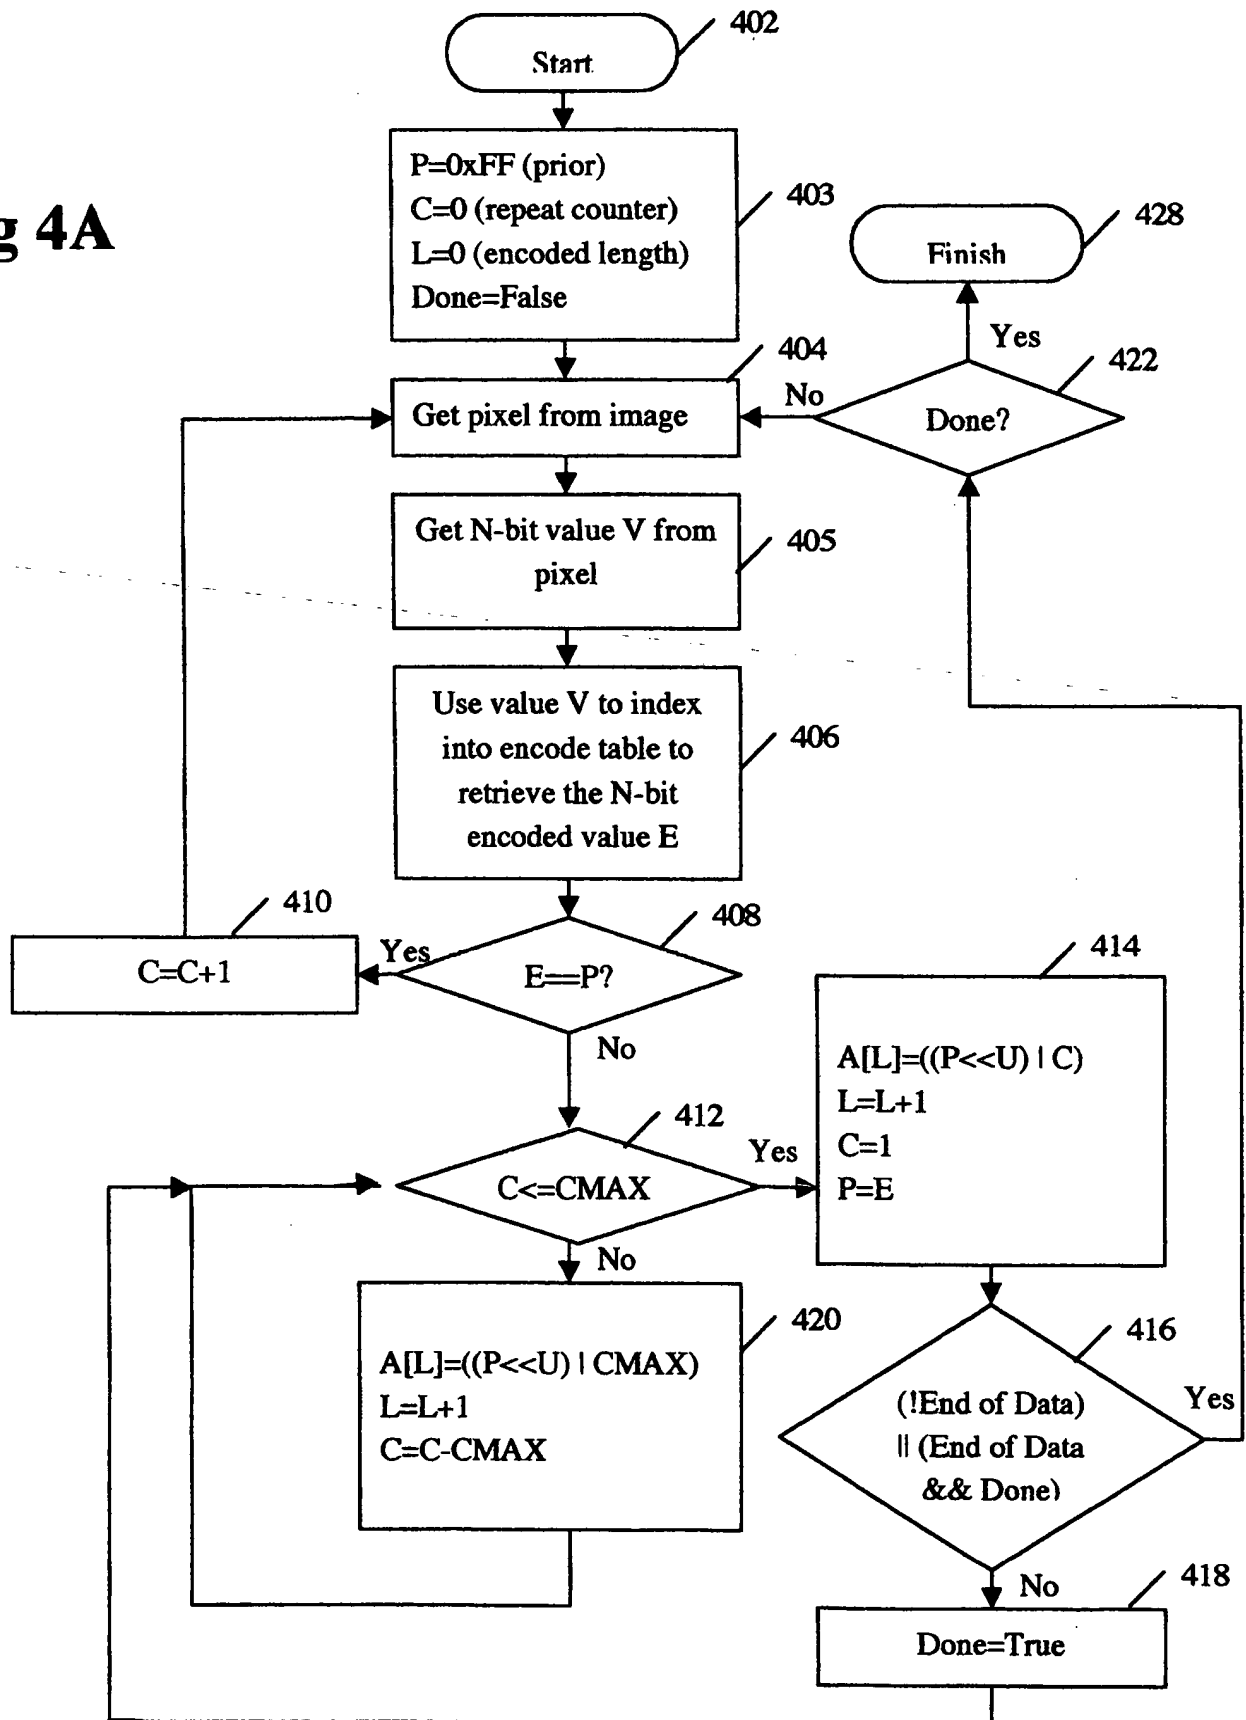 402
Start
P=0xFF (prior)
C=0 (repeat counter)
L=0 (encoded length)
Done=False
403
g 4A
428
Finish
Yes
422
Done?
No
404
Get pixel from image
Get N-bit value V from
pixel
405
Use value V to index
into encode table to
retrieve the N-bit
encoded value E
406
410
C=C+1
Yes
408
E==P?
No
412
C<=CMAX
Yes
414
A[L]=((P<<U) | C)
L=L+1
C=1
P=E
No
420
A[L]=((P<<U) | CMAX)
L=L+1
C=C-CMAX
416
(!End of Data)
|| (End of Data
&& Done)
Yes
No
418
Done=True